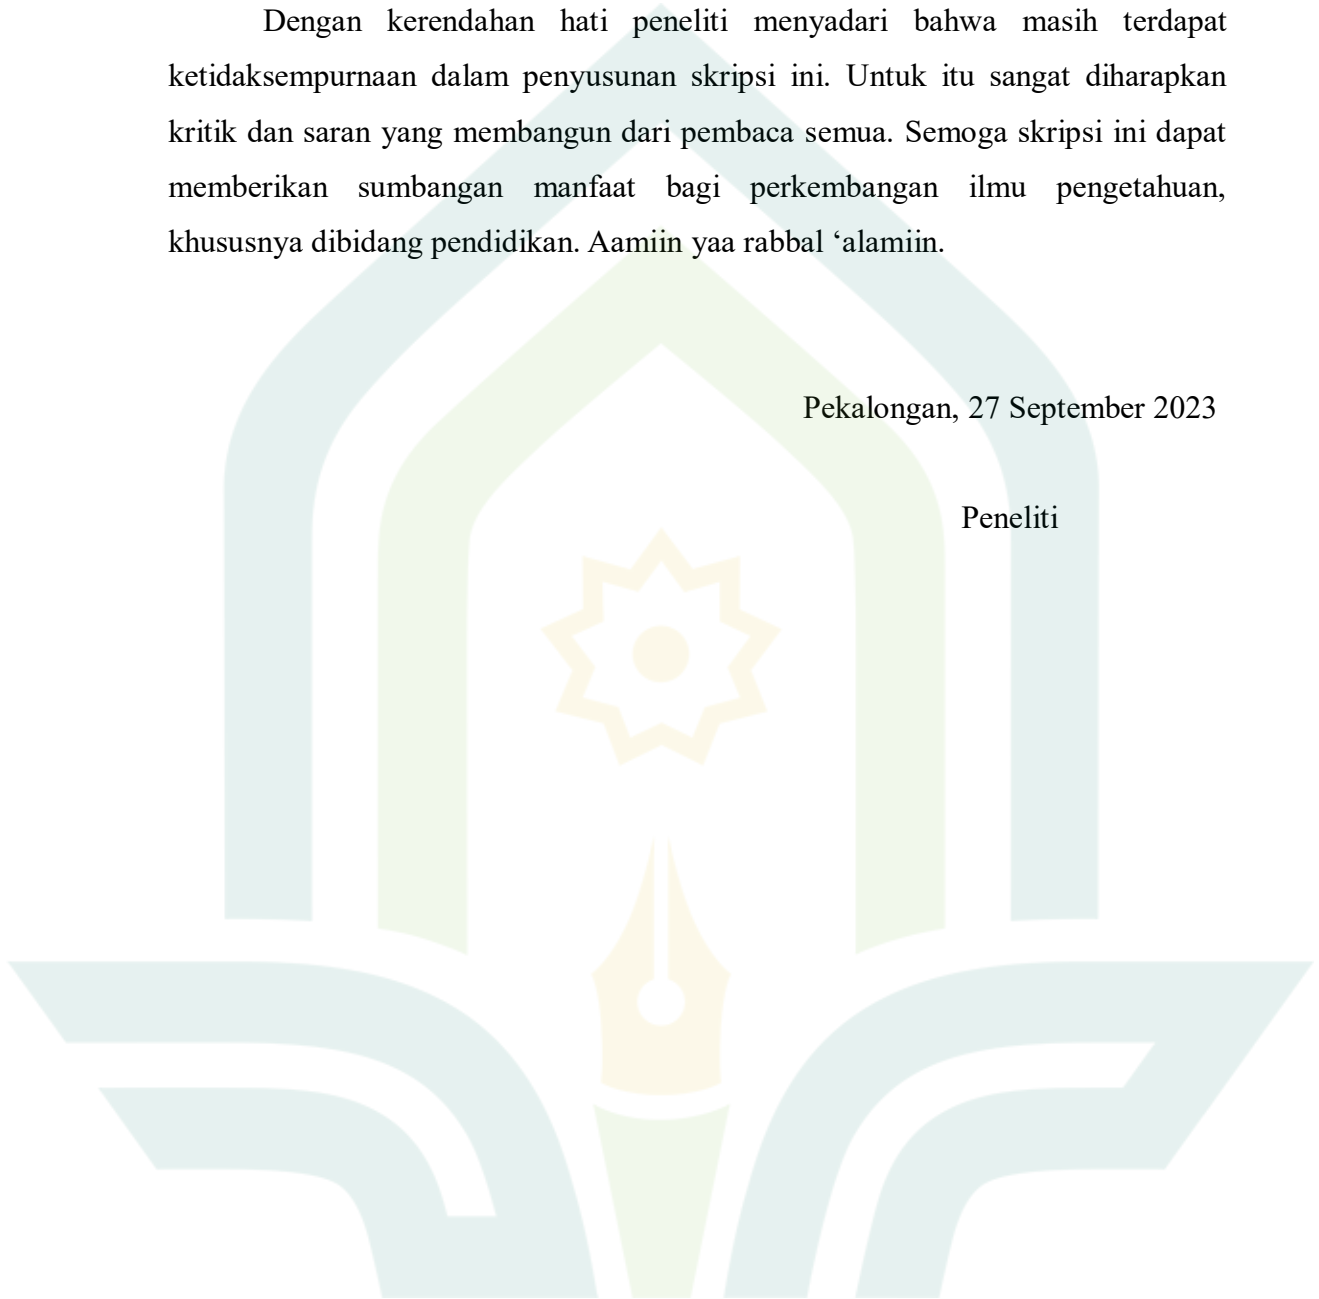 Dengan kerendahan hati peneliti menyadari bahwa masih terdapat
ketidaksempurnaan dalam penyusunan skripsi ini. Untuk itu sangat diharapkan
kritik dan saran yang membangun dari pembaca semua. Semoga skripsi ini dapat
memberikan sumbangan manfaat bagi perkembangan ilmu pengetahuan,
khususnya dibidang pendidikan. Aamiin yaa rabbal ‘alamiin.
Pekalongan, 27 September 2023
Peneliti